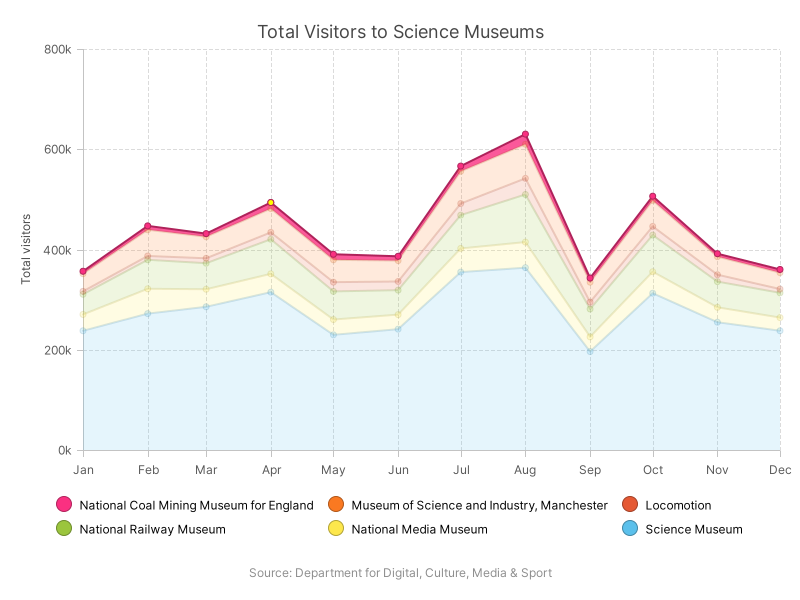 Total Visitors to Science Museums
800k
600k
400k
200k
0k
Total visitors
Jan Feb Mar Apr May Jun Jul Aug Sep Oct Nov Dec
National Coal Mining Museum for England Museum of Science and Industry, Manchester Locomotion
National Railway Museum National Media Museum Science Museum
Source: Department for Digital, Culture, Media & Sport